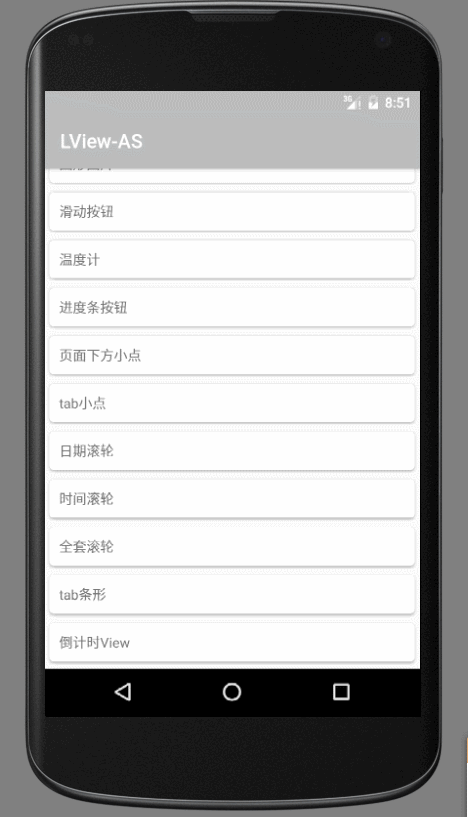 3G 8:51
LView-AS
滑动按钮
温度计
进度条按钮
页面下方小点
tab小点
日期滚轮
时间滚轮
全套滚轮
tab条形
倒计时View